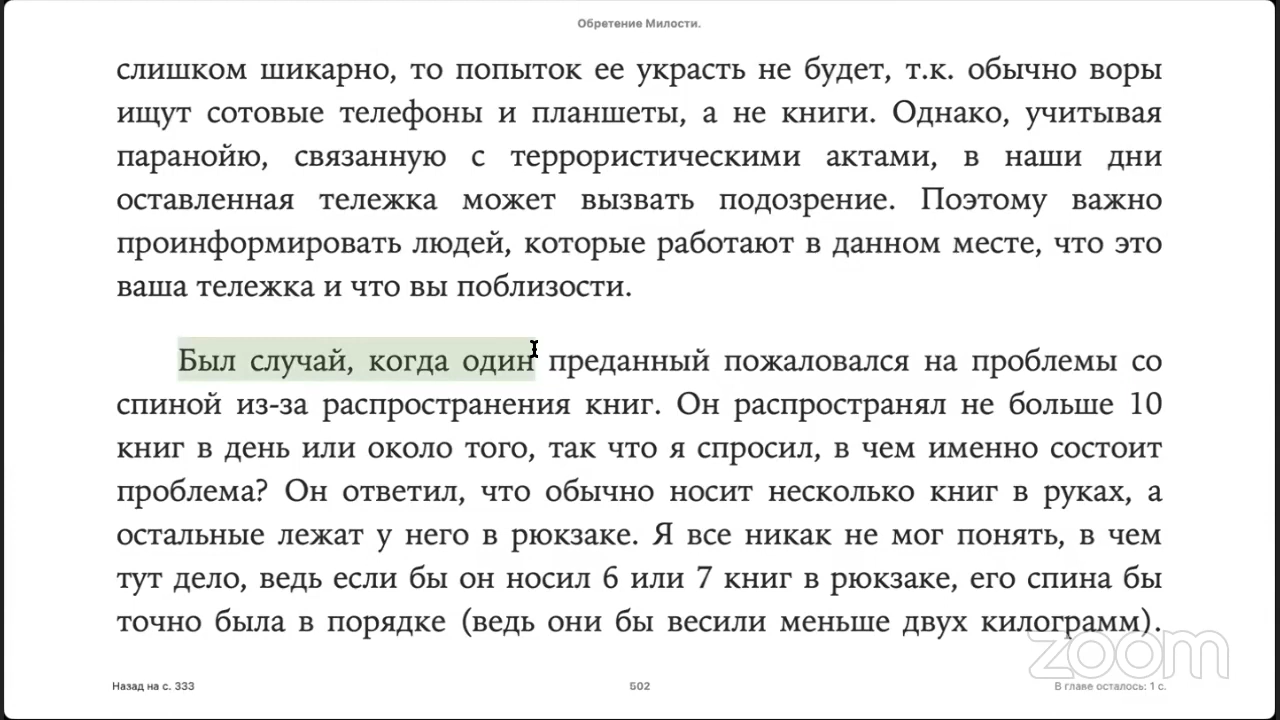 Обретение Милости.
слишком шикарно, то попыток ее украсть не будет, т.к. обычно воры
ищут сотовые телефоны и планшеты, а не книги. Однако, учитывая
паранойю, связанную с террористическими актами, в наши дни
оставленная тележка может вызвать подозрение. Поэтому важно
проинформировать людей, которые работают в данном месте, что это
ваша тележка и что вы поблизости.
Был случай, когда один преданный пожаловался на проблемы со
спиной из-за распространения книг. Он распространял не больше 10
книг в день или около того, так что я спросил, в чем именно состоит
проблема? Он ответил, что обычно носит несколько книг в руках, а
остальные лежат у него в рюкзаке. Я все никак не мог понять, в чем
тут дело, ведь если бы он носил 6 или 7 книг в рюкзаке, его спина бы
точно была в порядке (ведь они бы весили меньше двух килограмм).
zoom
Назад на с. 333
502
В главе осталось: 1 с.